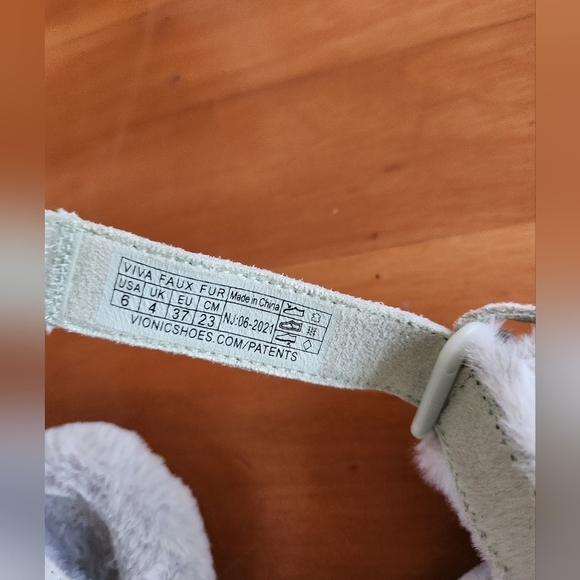 VIVA FAUX FUR Made in China
USA UK EU CM
6 4 37 23 NJ:06-2021
VIONICSHOES.COM/PATENTS